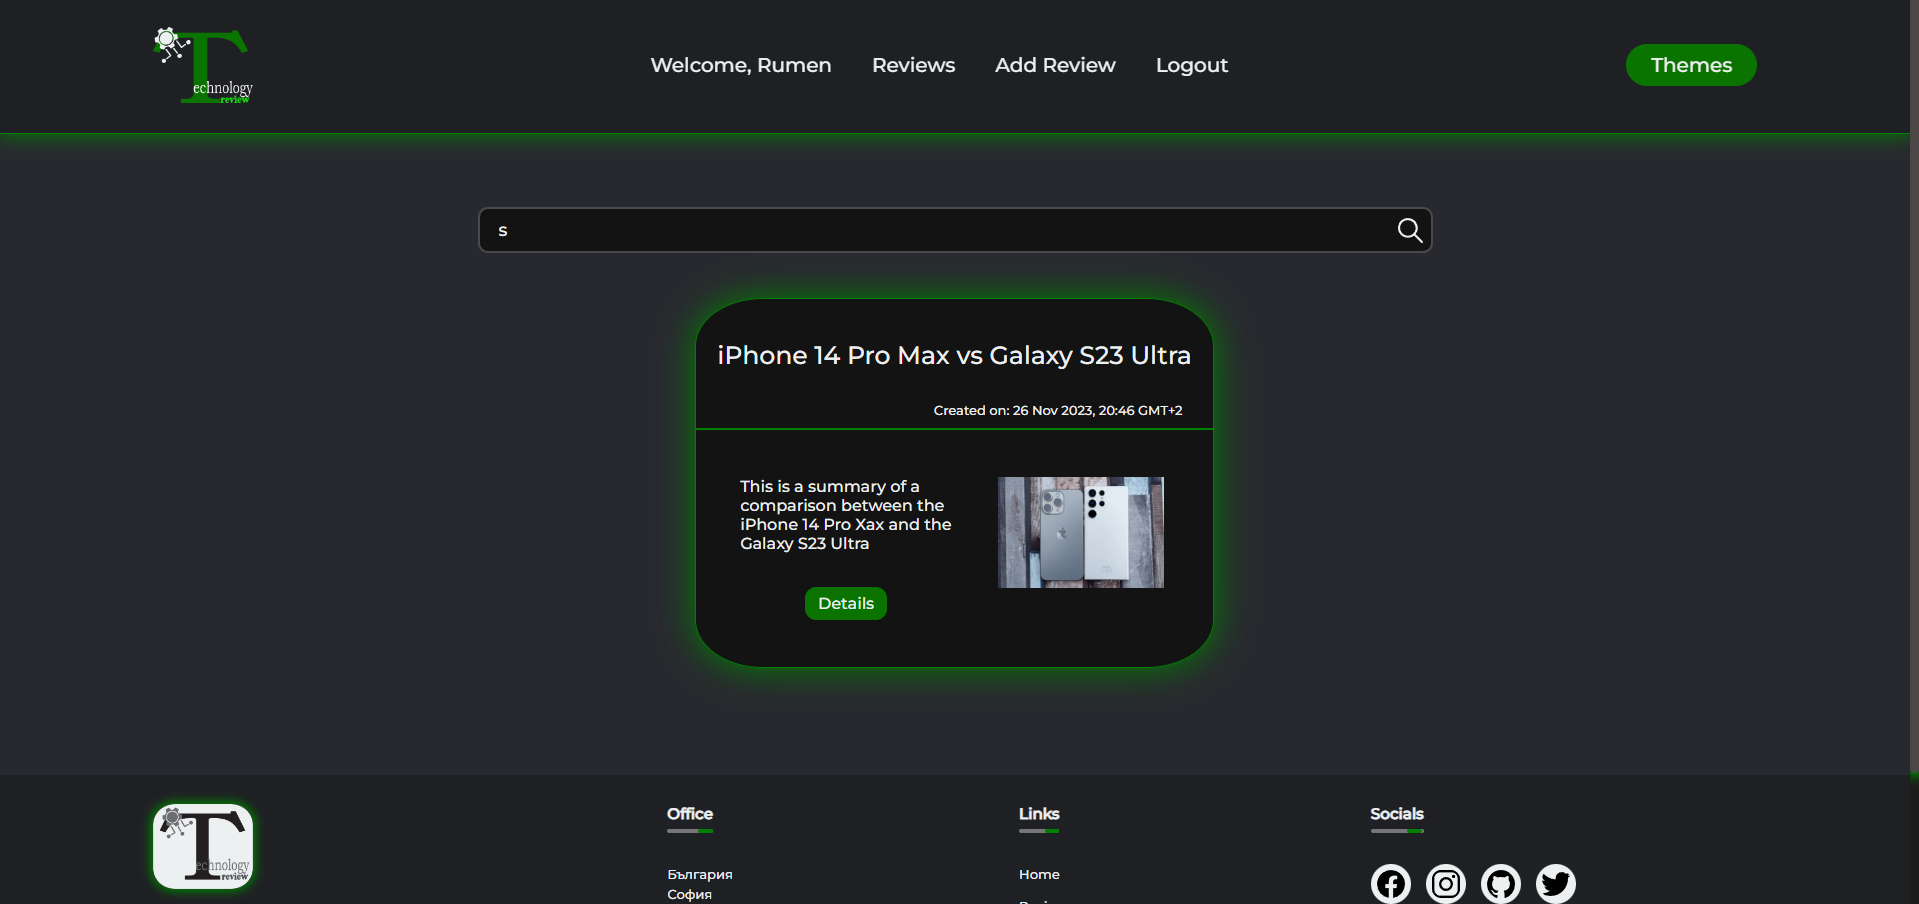 Technology
review
Welcome, Rumen
Reviews
Add Review
Logout
Themes
s
iPhone 14 Pro Max vs Galaxy S23 Ultra
Created on: 26 Nov 2023, 20:46 GMT+2
This is a summary of a
comparison between the
iPhone 14 Pro Xax and the
Galaxy S23 Ultra
Details
Technology
review
Office
България
София
Links
Home
Socials